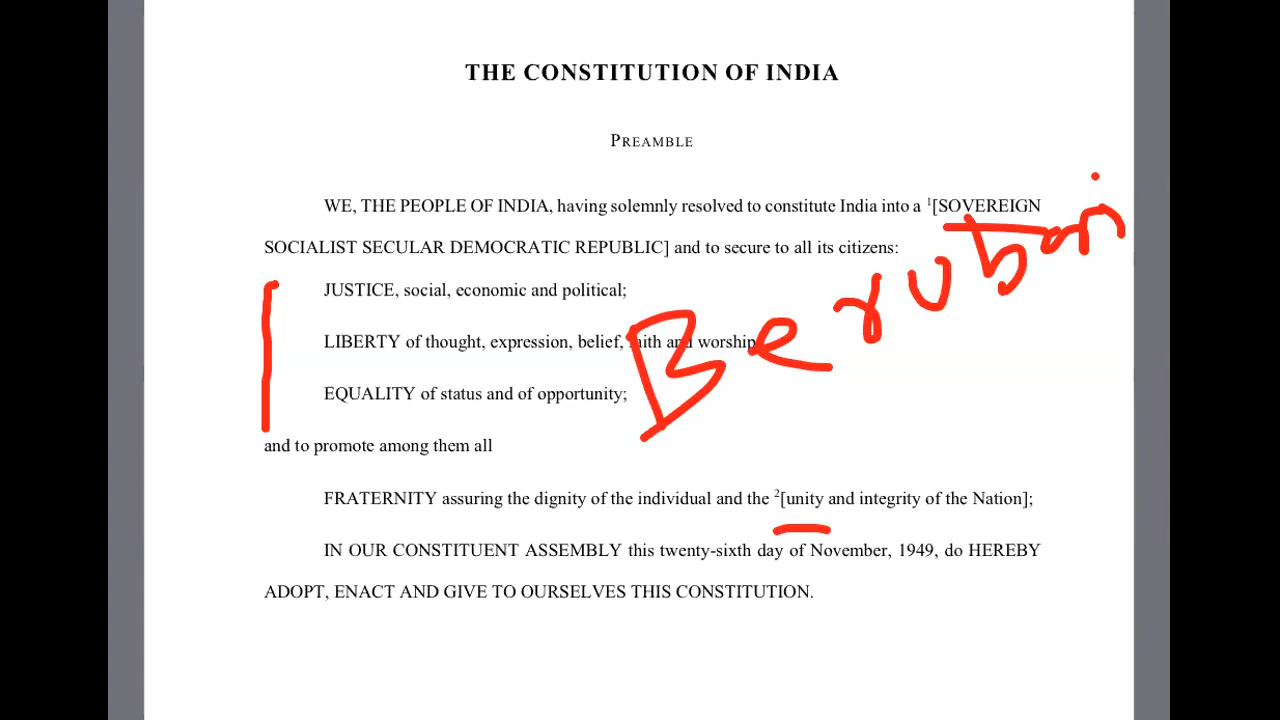 THE CONSTITUTION OF INDIA
PREAMBLE
WE, THE PEOPLE OF INDIA, having solemnly resolved to constitute India into a ¹[SOVEREIGN
SOCIALIST SECULAR DEMOCRATIC REPUBLIC] and to secure to all its citizens:
JUSTICE, social, economic and political;
LIBERTY of thought, expression, belief, faith and worship
EQUALITY of status and of opportunity;
Berubari
and to promote among them all
FRATERNITY assuring the dignity of the individual and the ²[unity and integrity of the Nation];
IN OUR CONSTITUENT ASSEMBLY this twenty-sixth day of November, 1949, do HEREBY
ADOPT, ENACT AND GIVE TO OURSELVES THIS CONSTITUTION.